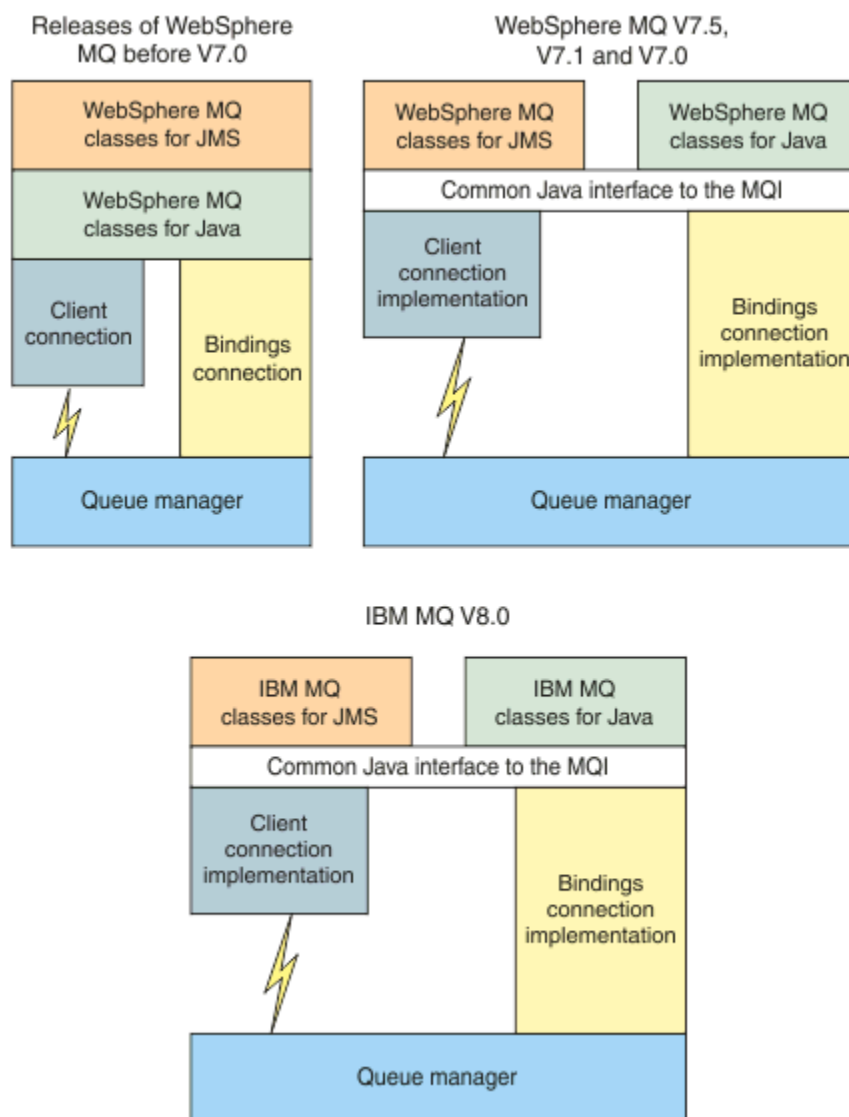 Releases of WebSphere
MQ before V7.0
WebSphere MQ
classes for JMS
WebSphere MQ
classes for Java
Client
connection
Bindings
connection
Queue manager
WebSphere MQ V7.5,
V7.1 and V7.0
WebSphere MQ
classes for JMS
WebSphere MQ
classes for Java
Common Java interface to the MQI
Client
connection
implementation
Bindings
connection
implementation
Queue manager
IBM MQ V8.0
IBM MQ
classes for JMS
IBM MQ
classes for Java
Common Java interface to the MQI
Client
connection
implementation
Bindings
connection
implementation
Queue manager